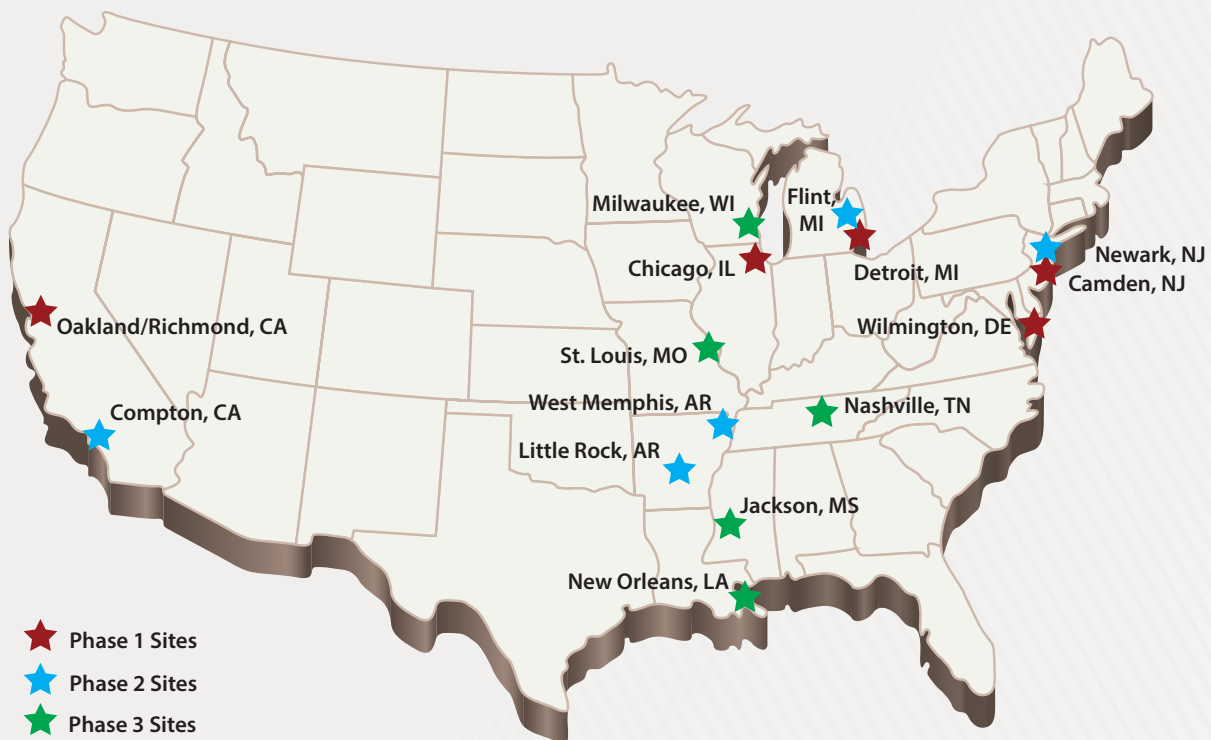 Milwaukee, WI
Flint,
MI
Chicago, IL
Detroit, MI
Newark, NJ
Camden, NJ
Oakland/Richmond, CA
Wilmington, DE
St. Louis, MO
West Memphis, AR
Nashville, TN
Compton, CA
Little Rock, AR
Jackson, MS
New Orleans, LA
Phase 1 Sites
Phase 2 Sites
Phase 3 Sites